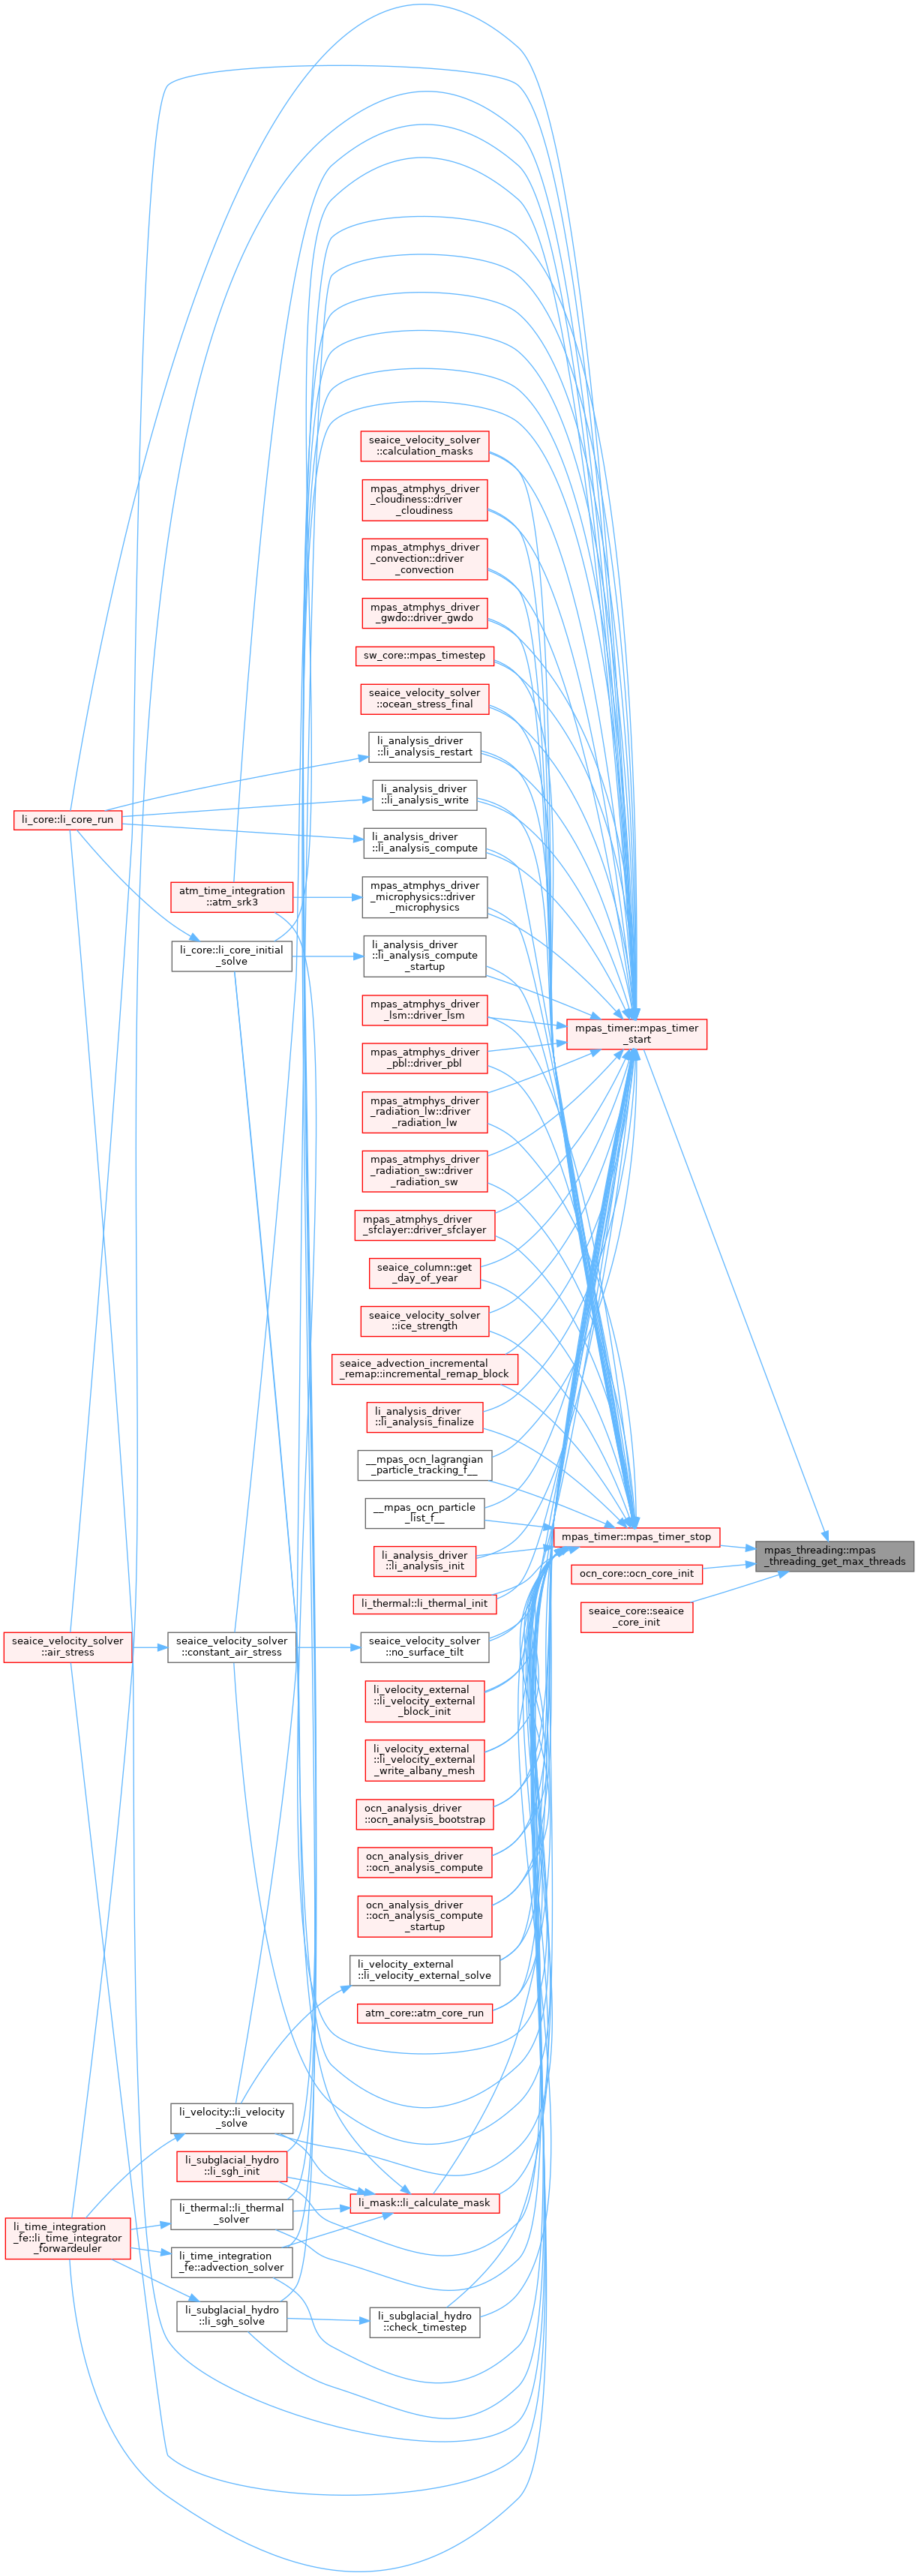 seaice_velocity_solver
::calculation_masks
mpas_atmphys_driver
_cloudiness::driver
_cloudiness
mpas_atmphys_driver
_convection::driver
_convection
mpas_atmphys_driver
_gwdo::driver_gwdo
sw_core::mpas_timestep
seaice_velocity_solver
::ocean_stress_final
li_analysis_driver
::li_analysis_restart
li_analysis_driver
::li_analysis_write
li_core::li_core_run
li_analysis_driver
::li_analysis_compute
atm_time_integration
::atm_srk3
mpas_atmphys_driver
_microphysics::driver
_microphysics
li_core::li_core_initial
_solve
li_analysis_driver
::li_analysis_compute
_startup
mpas_atmphys_driver
_lsm::driver_lsm
mpas_timer::mpas_timer
_start
mpas_atmphys_driver
_pbl::driver_pbl
mpas_atmphys_driver
_radiation_lw::driver
_radiation_lw
mpas_atmphys_driver
_radiation_sw::driver
_radiation_sw
mpas_atmphys_driver
_sfclayer::driver_sfclayer
seaice_column::get
_day_of_year
seaice_velocity_solver
::ice_strength
seaice_advection_incremental
_remap::incremental_remap_block
li_analysis_driver
::li_analysis_finalize
__mpas_ocn_lagrangian
_particle_tracking_f__
__mpas_ocn_particle
_list_f__
mpas_timer::mpas_timer_stop
mpas_threading::mpas
_threading_get_max_threads
li_analysis_driver
::li_analysis_init
ocn_core::ocn_core_init
li_thermal::li_thermal_init
seaice_core::seaice
_core_init
seaice_velocity_solver
::air_stress
seaice_velocity_solver
::constant_air_stress
seaice_velocity_solver
::no_surface_tilt
li_velocity_external
::li_velocity_external
_block_init
li_velocity_external
::li_velocity_external
_write_albany_mesh
ocn_analysis_driver
::ocn_analysis_bootstrap
ocn_analysis_driver
::ocn_analysis_compute
ocn_analysis_driver
::ocn_analysis_compute
_startup
li_velocity_external
::li_velocity_external_solve
atm_core::atm_core_run
li_velocity::li_velocity
_solve
li_subglacial_hydro
::li_sgh_init
li_mask::li_calculate_mask
li_thermal::li_thermal
_solver
li_time_integration
_fe::li_time_integrator
_forwardeuler
li_time_integration
_fe::advection_solver
li_subglacial_hydro
::li_sgh_solve
li_subglacial_hydro
::check_timestep